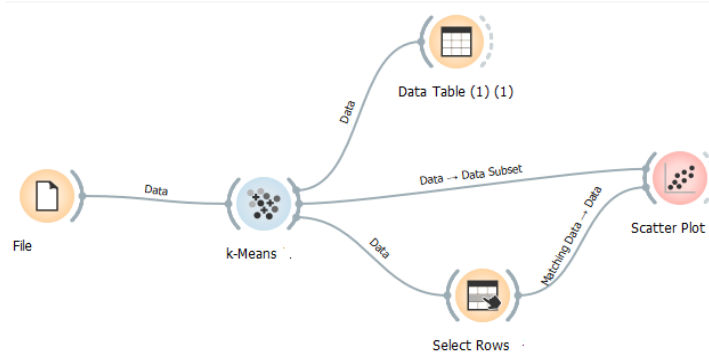 Data Table (1) (1)
Data
Data
Data → Data Subset
File
k-Means
Data
Matching Data → Data
Scatter Plot
Select Rows